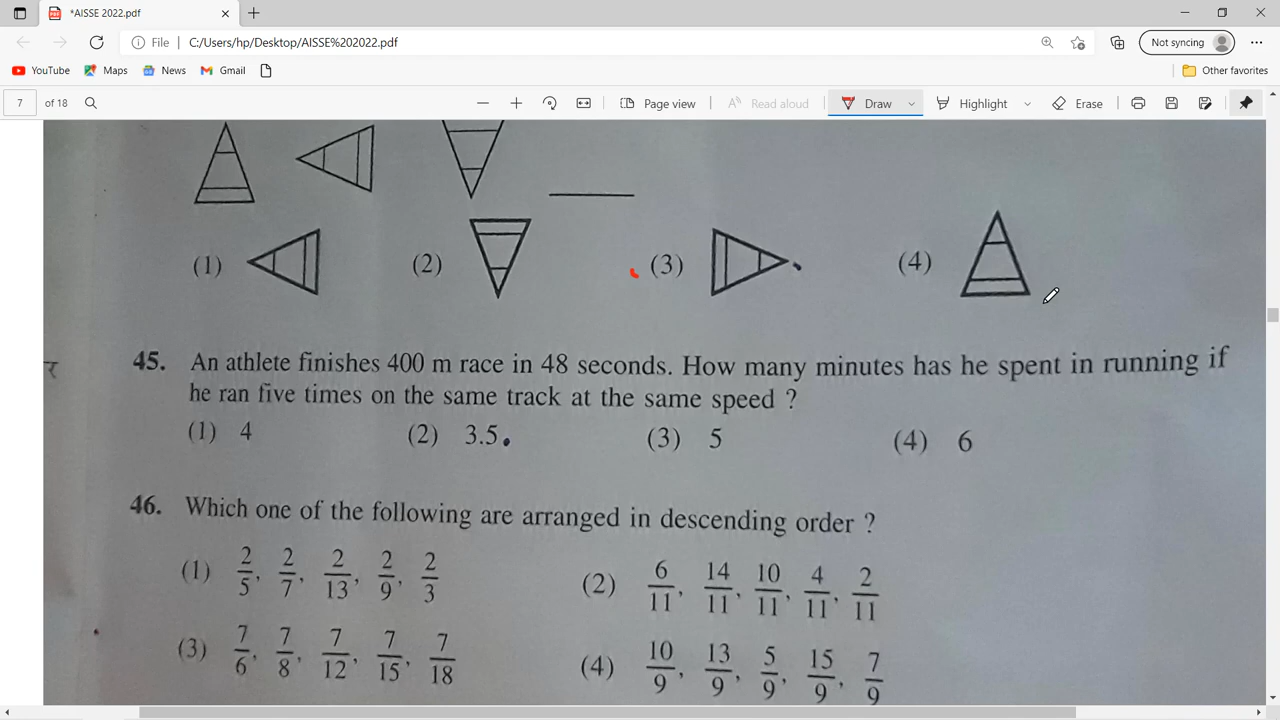 *AISSE 2022.pdf
File C:/Users/hp/Desktop/AISSE%202022.pdf Not syncing
YouTube Maps News Gmail Other favorites
7 of 18 Page view Read aloud Draw Highlight Erase
(1) (2) (3) (4)
45. An athlete finishes 400 m race in 48 seconds. How many minutes has he spent in running if
he ran five times on the same track at the same speed ?
(1) 4 (2) 3.5 (3) 5 (4) 6
46. Which one of the following are arranged in descending order ?
(1) 2/5, 2/7, 2/13, 2/9, 2/3 (2) 6/11, 14/11, 10/11, 4/11, 2/11
(3) 7/6, 7/8, 7/12, 7/15, 7/18 (4) 10/9, 13/9, 5/9, 15/9, 7/9